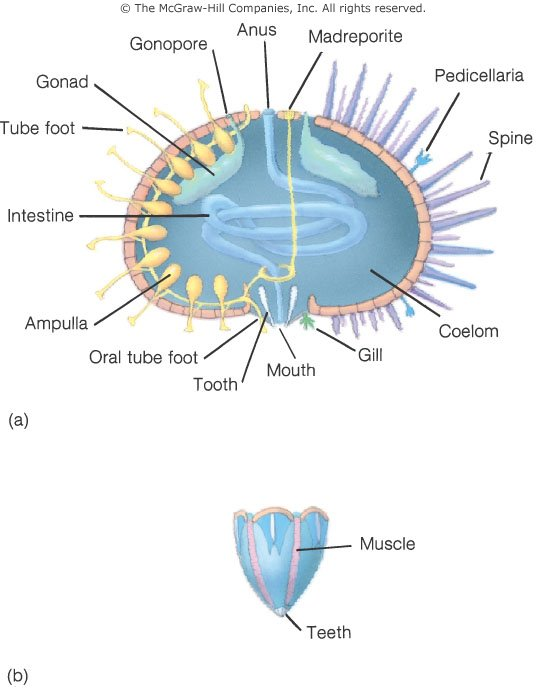 © The McGraw-Hill Companies, Inc. All rights reserved.
Anus
Gonopore
Madreporite
Gonad
Pedicellaria
Tube foot
Spine
Intestine
Ampulla
Coelom
Oral tube foot
Gill
Mouth
Tooth
(a)
Muscle
Teeth
(b)